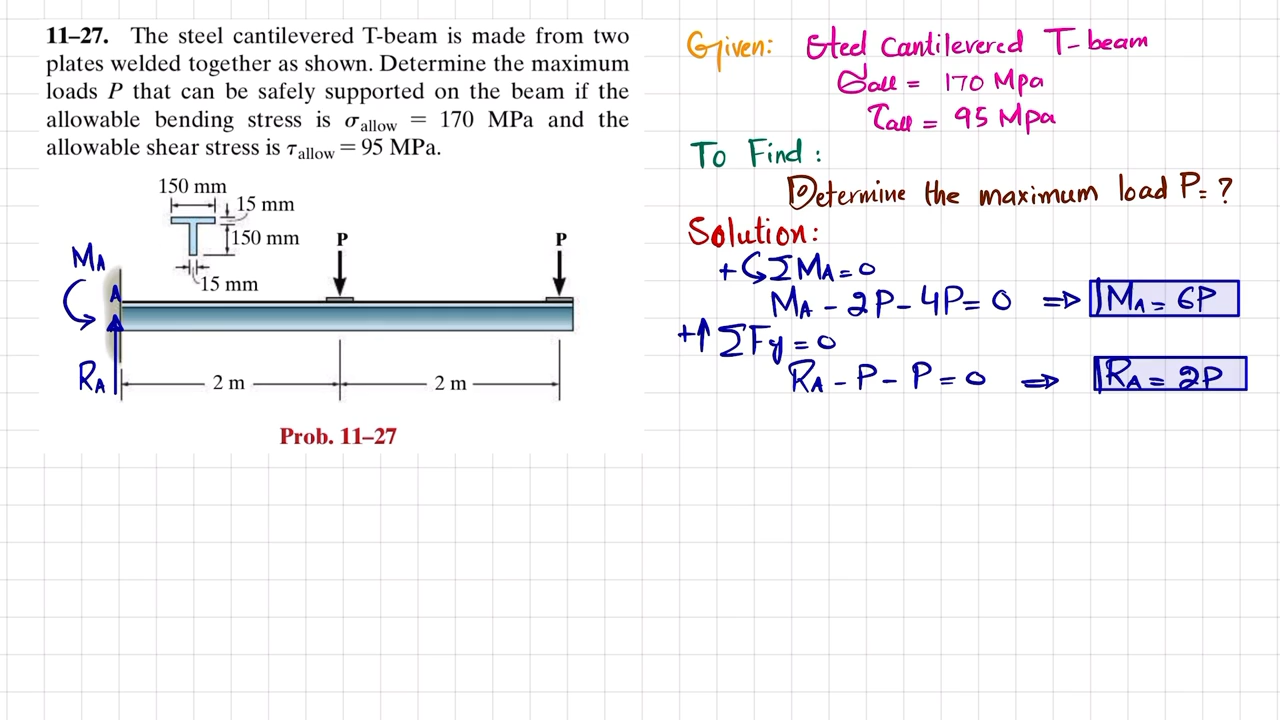 11–27. The steel cantilevered T-beam is made from two
plates welded together as shown. Determine the maximum
loads P that can be safely supported on the beam if the
allowable bending stress is σallow = 170 MPa and the
allowable shear stress is τallow = 95 MPa.
150 mm
15 mm
150 mm
15 mm
P
P
MA
A
RA
2 m
2 m
Prob. 11–27
Given: Steel Cantilevered T-beam
σall = 170 Mpa
τall = 95 Mpa
To Find:
Determine the maximum load P = ?
Solution:
+↺ ΣMA = 0
MA - 2P - 4P = 0 ⇒ MA = 6P
+↑ ΣFy = 0
RA - P - P = 0 ⇒ RA = 2P